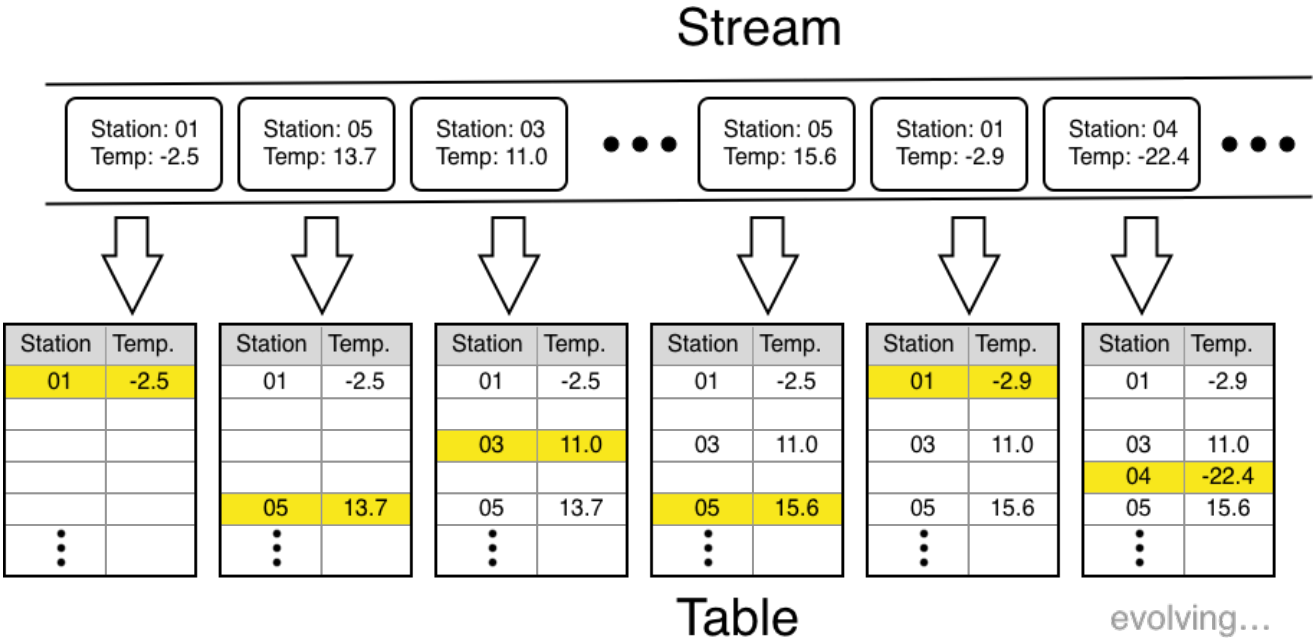 Stream
Station: 01
Temp: -2.5
Station: 05
Temp: 13.7
Station: 03
Temp: 11.0
Station: 05
Temp: 15.6
Station: 01
Temp: -2.9
Station: 04
Temp: -22.4
Station Temp.
01 -2.5
Station Temp.
01 -2.5
05 13.7
Station Temp.
01 -2.5
03 11.0
05 13.7
Station Temp.
01 -2.5
03 11.0
05 15.6
Station Temp.
01 -2.9
03 11.0
05 15.6
Station Temp.
01 -2.9
03 11.0
04 -22.4
05 15.6
Table
evolving...